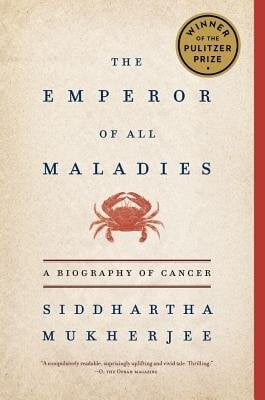 WINNER
OF THE
PULITZER
PRIZE
THE
EMPEROR
OF ALL
MALADIES
A BIOGRAPHY OF CANCER
SIDDHARTHA
MUKHERJEE
"A compulsively readable, surprisingly uplifting and vivid tale. Thrilling."
—O, THE OPRAH MAGAZINE